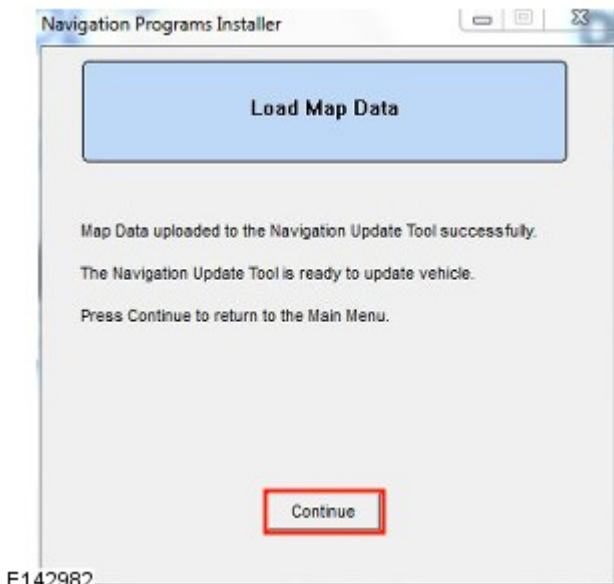 Navigation Programs Installer
Load Map Data
Map Data uploaded to the Navigation Update Tool successfully.
The Navigation Update Tool is ready to update vehicle.
Press Continue to return to the Main Menu.
Continue
E142982